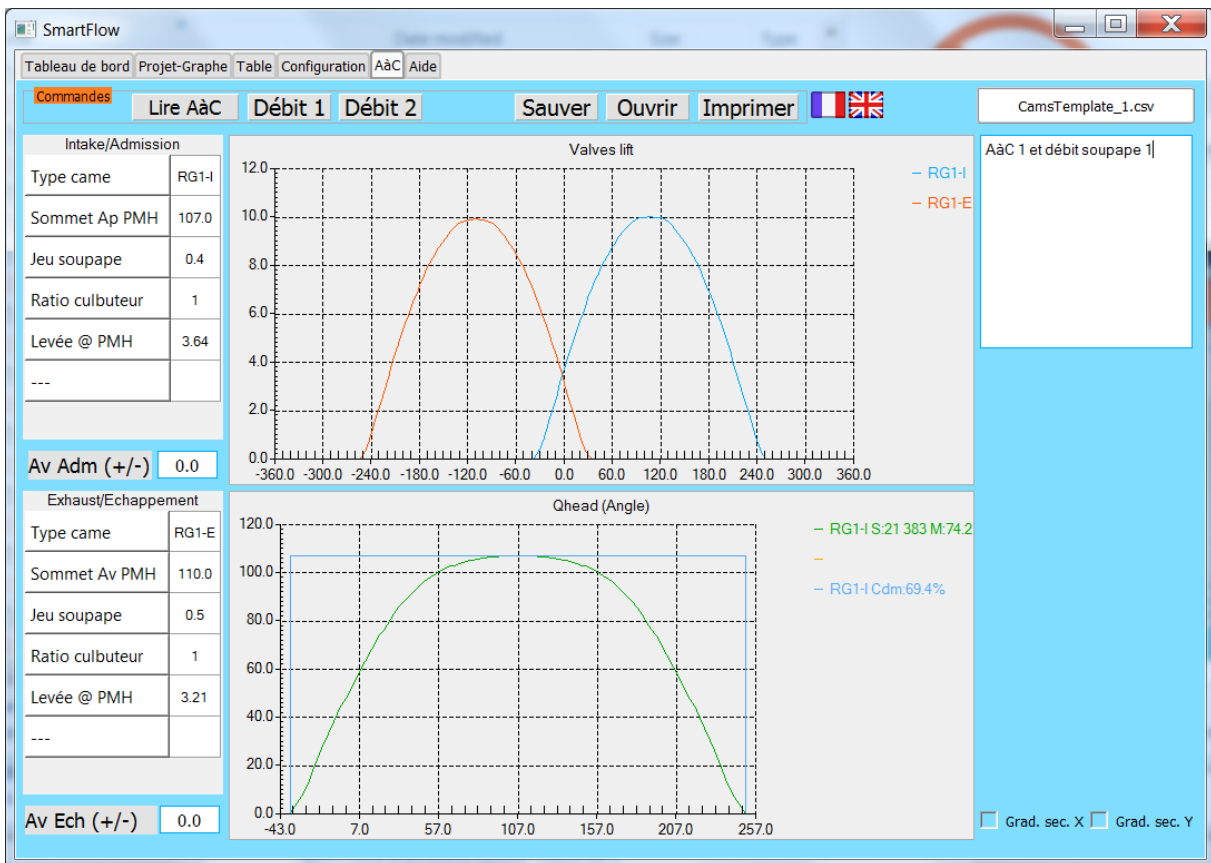 SmartFlow
Date modified Size Type
Tableau de bord Projet-Graphe Table Configuration AàC Aide
Commandes
Lire AàC Débit 1 Débit 2 Sauver Ouvrir Imprimer
CamsTemplate_1.csv
Intake/Admission
Type came RG1-I
Sommet Ap PMH 107.0
Jeu soupape 0.4
Ratio culbuteur 1
Levée @ PMH 3.64
---
Av Adm (+/-) 0.0
Valves lift
12.0
10.0
8.0
6.0
4.0
2.0
0.0
-360.0 -300.0 -240.0 -180.0 -120.0 -60.0 0.0 60.0 120.0 180.0 240.0 300.0 360.0
– RG1-I
– RG1-E
AàC 1 et débit soupape 1
Exhaust/Echappement
Type came RG1-E
Sommet Av PMH 110.0
Jeu soupape 0.5
Ratio culbuteur 1
Levée @ PMH 3.21
---
Av Ech (+/-) 0.0
Qhead (Angle)
120.0
100.0
80.0
60.0
40.0
20.0
0.0
-43.0 7.0 57.0 107.0 157.0 207.0 257.0
– RG1-I S:21 383 M:74.2
–
– RG1-I Cdm:69.4%
Grad. sec. X Grad. sec. Y